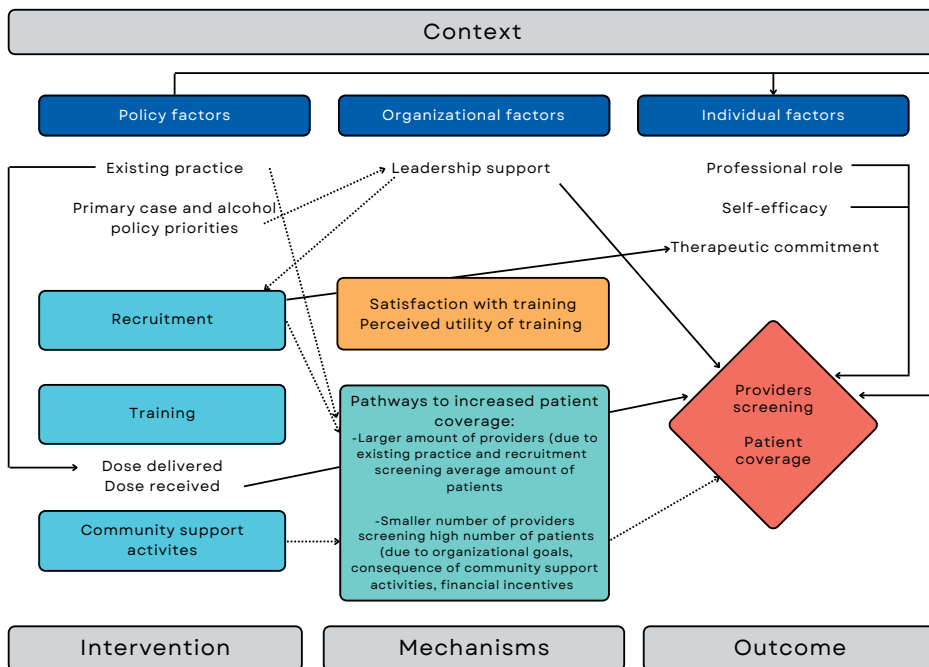 Context
Policy factors
Organizational factors
Individual factors
Existing practice
Leadership support
Professional role
Primary case and alcohol
policy priorities
Self-efficacy
Therapeutic commitment
Recruitment
Satisfaction with training
Perceived utility of training
Training
Pathways to increased patient
coverage:
-Larger amount of providers (due to
existing practice and recruitment
screening average amount of
patients
-Smaller number of providers
screening high number of patients
(due to organizational goals,
consequence of community support
activities, financial incentives
Providers
screening
Patient
coverage
Dose delivered
Dose received
Community support
activites
Intervention
Mechanisms
Outcome